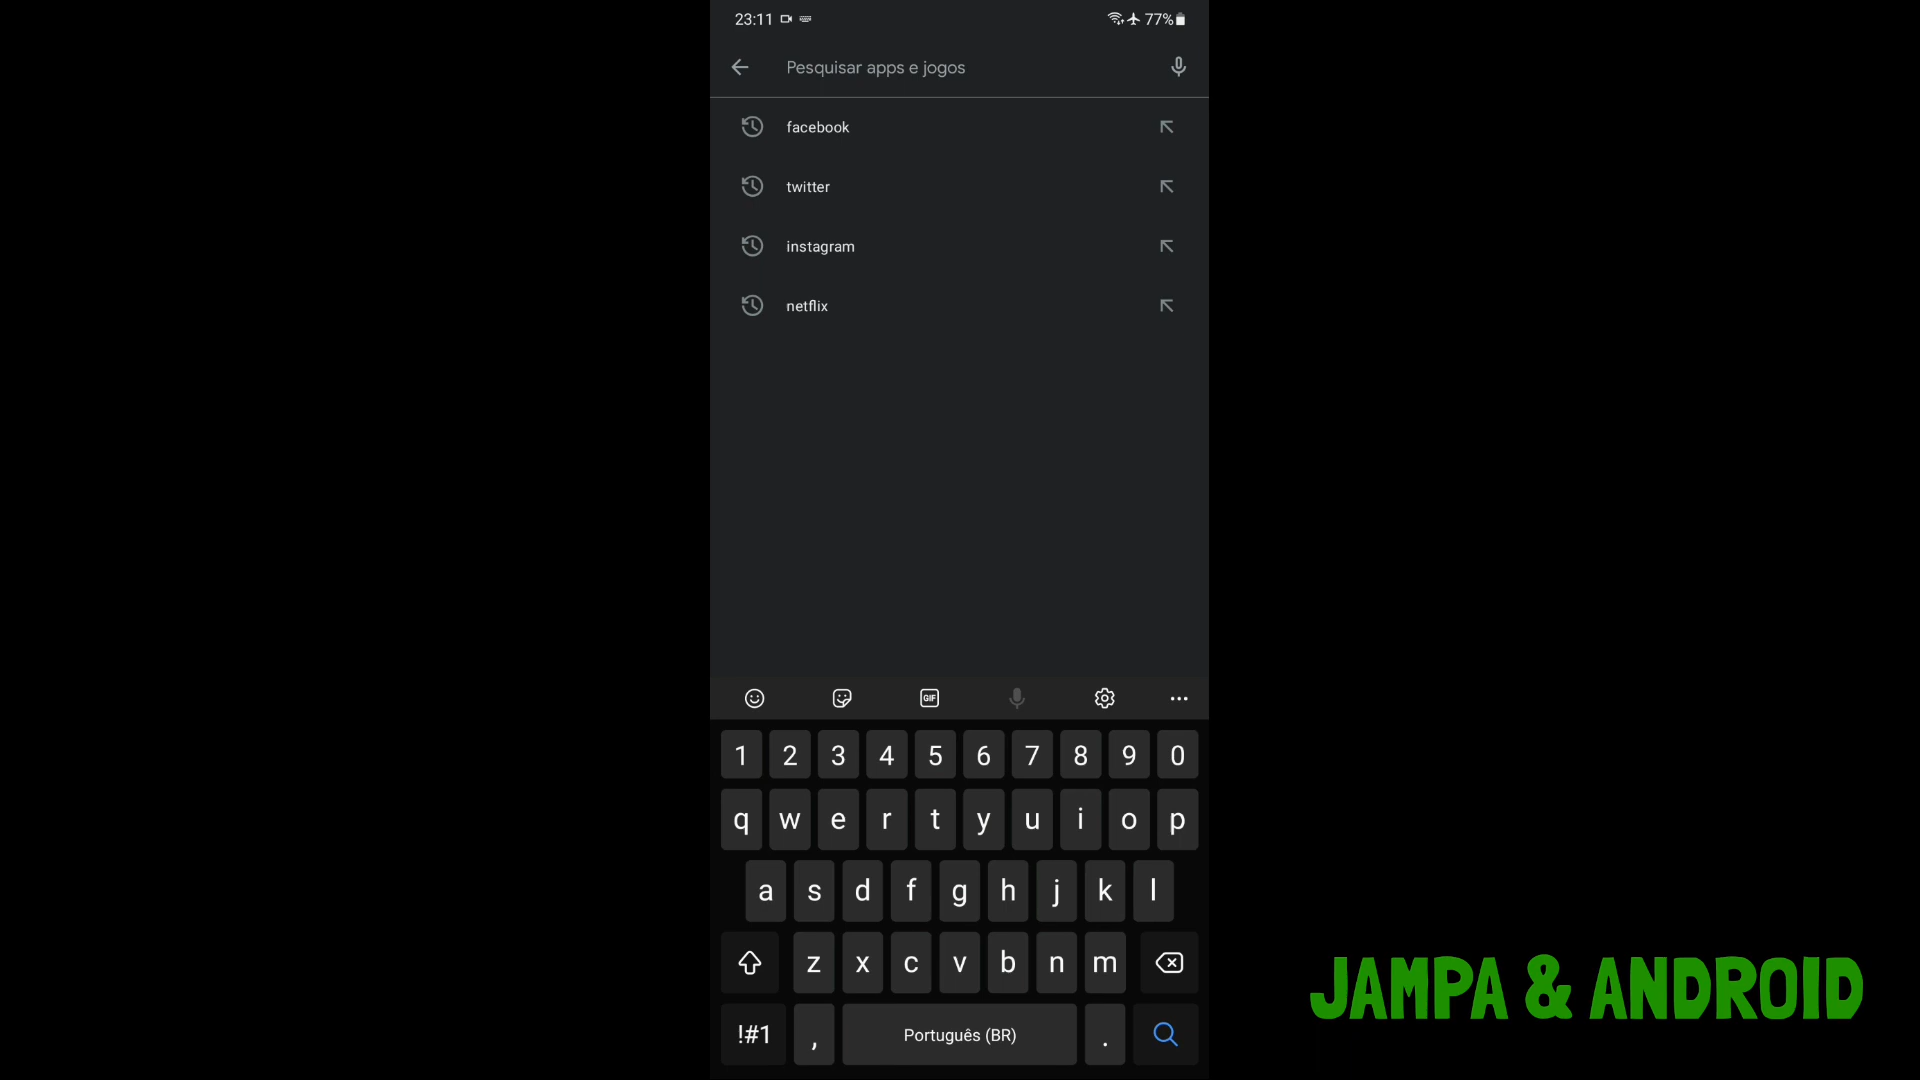 23:11 77%
Pesquisar apps e jogos
facebook
twitter
instagram
netflix
GIF
1 2 3 4 5 6 7 8 9 0
q w e r t y u i o p
a s d f g h j k l
z x c v b n m
!#1 , Português (BR) .
JAMPA & ANDROID